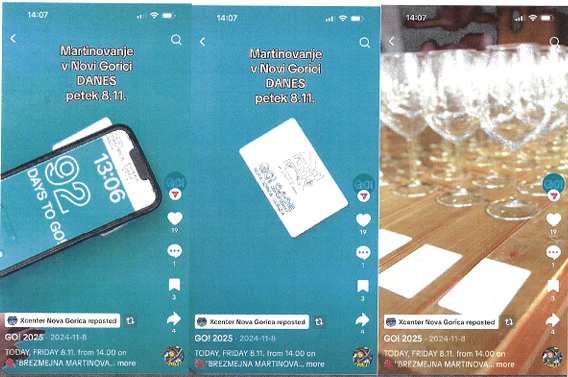 14:07
Martinovanje
v Novi Gorici
DANES
petek 8.11.
13:06
92
DAYS TO GO!
19
1
3
4
Xcenter Nova Gorica reposted
GO! 2025 · 2024-11-8
TODAY, FRIDAY 8.11. from 14.00 on
"BREZMEJNA MARTINOVA... more
14:07
Martinovanje
v Novi Gorici
DANES
petek 8.11.
GO!
19
1
3
4
Xcenter Nova Gorica reposted
GO! 2025 · 2024-11-8
TODAY, FRIDAY 8.11. from 14.00 on
"BREZMEJNA MARTINOVA... more
14:07
GO!
19
1
3
4
Xcenter Nova Gorica reposted
GO! 2025 · 2024-11-8
TODAY, FRIDAY 8.11. from 14.00 on
"BREZMEJNA MARTINOVA... more